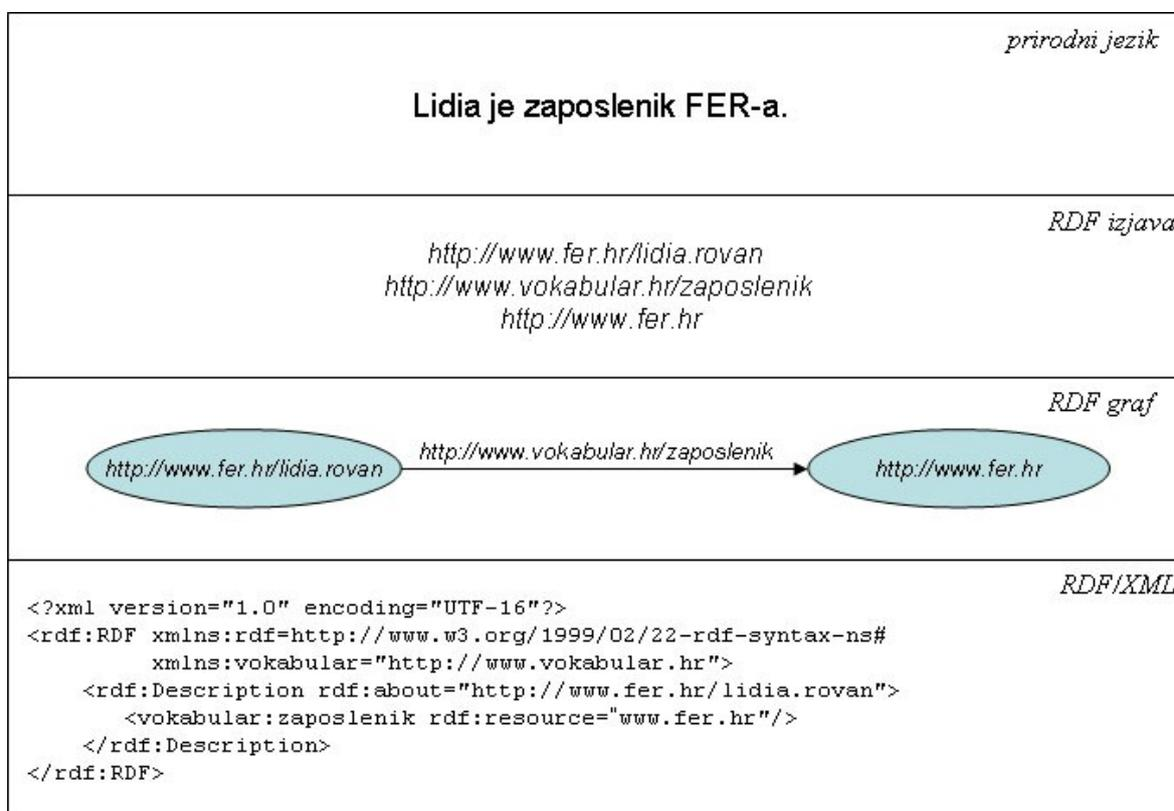 prirodni jezik
Lidia je zaposlenik FER-a.
RDF izjava
http://www.fer.hr/lidia.rovan
http://www.vokabular.hr/zaposlenik
http://www.fer.hr
RDF graf
http://www.fer.hr/lidia.rovan
http://www.vokabular.hr/zaposlenik
http://www.fer.hr
RDF/XML
<?xml version="1.0" encoding="UTF-16"?>
<rdf:RDF xmlns:rdf=http://www.w3.org/1999/02/22-rdf-syntax-ns#
xmlns:vokabular="http://www.vokabular.hr">
<rdf:Description rdf:about="http://www.fer.hr/lidia.rovan">
<vokabular:zaposlenik rdf:resource="www.fer.hr"/>
</rdf:Description>
</rdf:RDF>